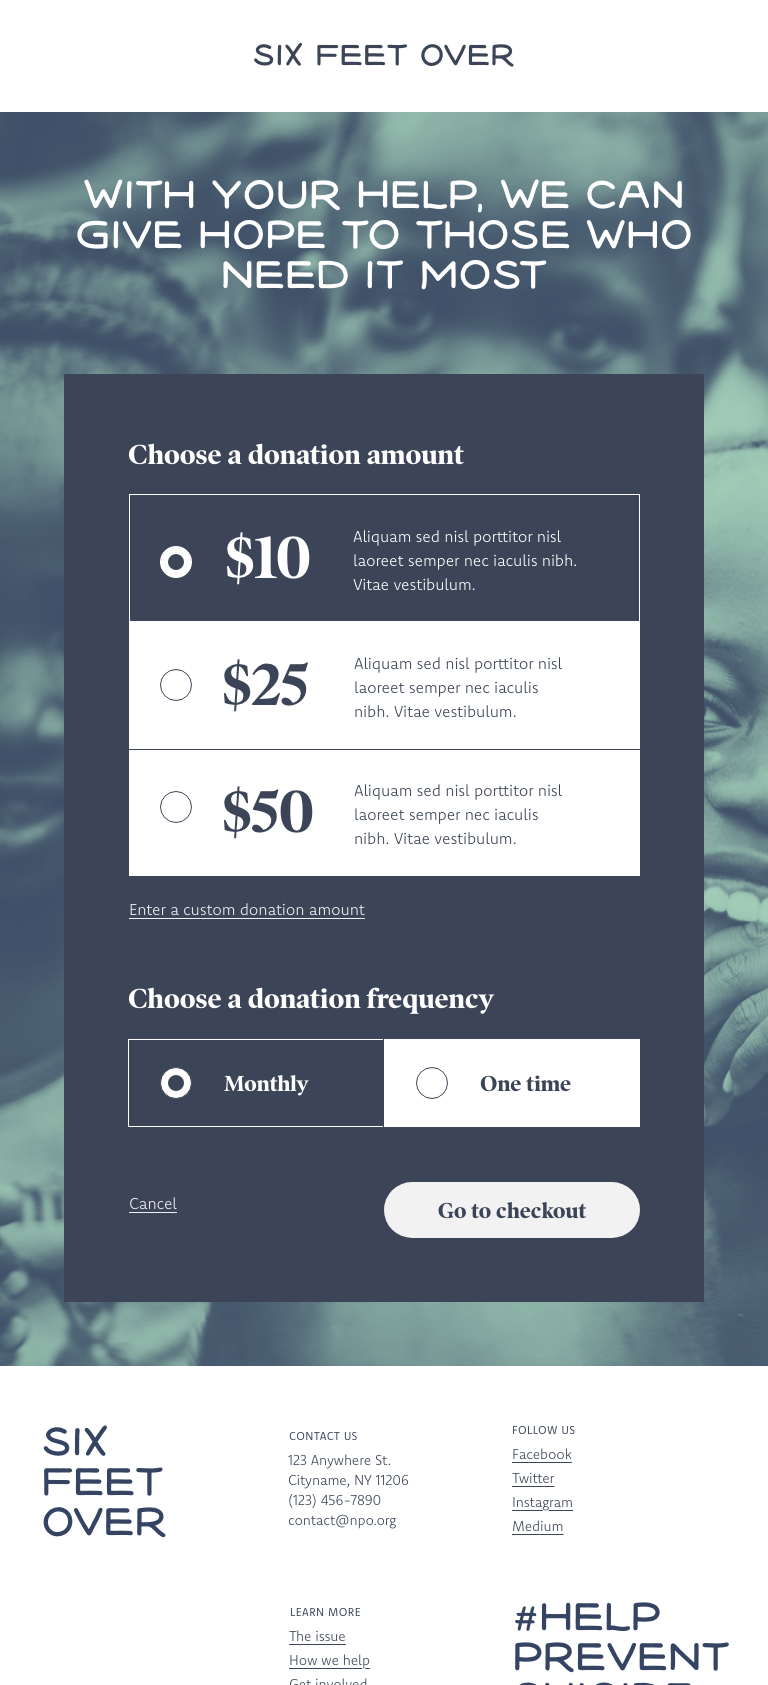 SIX FEET OVER
WITH YOUR HELP, WE CAN
GIVE HOPE TO THOSE WHO
NEED IT MOST
Choose a donation amount
$10
Aliquam sed nisl porttitor nisl
laoreet semper nec iaculis nibh.
Vitae vestibulum.
$25
Aliquam sed nisl porttitor nisl
laoreet semper nec iaculis
nibh. Vitae vestibulum.
$50
Aliquam sed nisl porttitor nisl
laoreet semper nec iaculis
nibh. Vitae vestibulum.
Enter a custom donation amount
Choose a donation frequency
Monthly
One time
Cancel
Go to checkout
SIX
FEET
OVER
CONTACT US
123 Anywhere St.
Cityname, NY 11206
(123) 456-7890
contact@npo.org
FOLLOW US
Facebook
Twitter
Instagram
Medium
LEARN MORE
The issue
How we help
Get involved
#HELP
PREVENT
SUICIDE